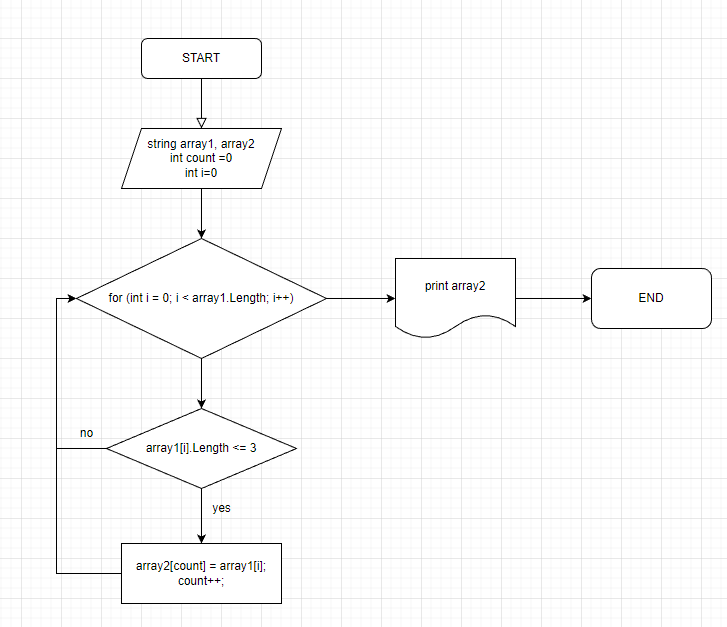 START
string array1, array2
int count =0
int i=0
for (int i = 0; i < array1.Length; i++)
print array2
END
no
array1[i].Length <= 3
yes
array2[count] = array1[i];
count++;